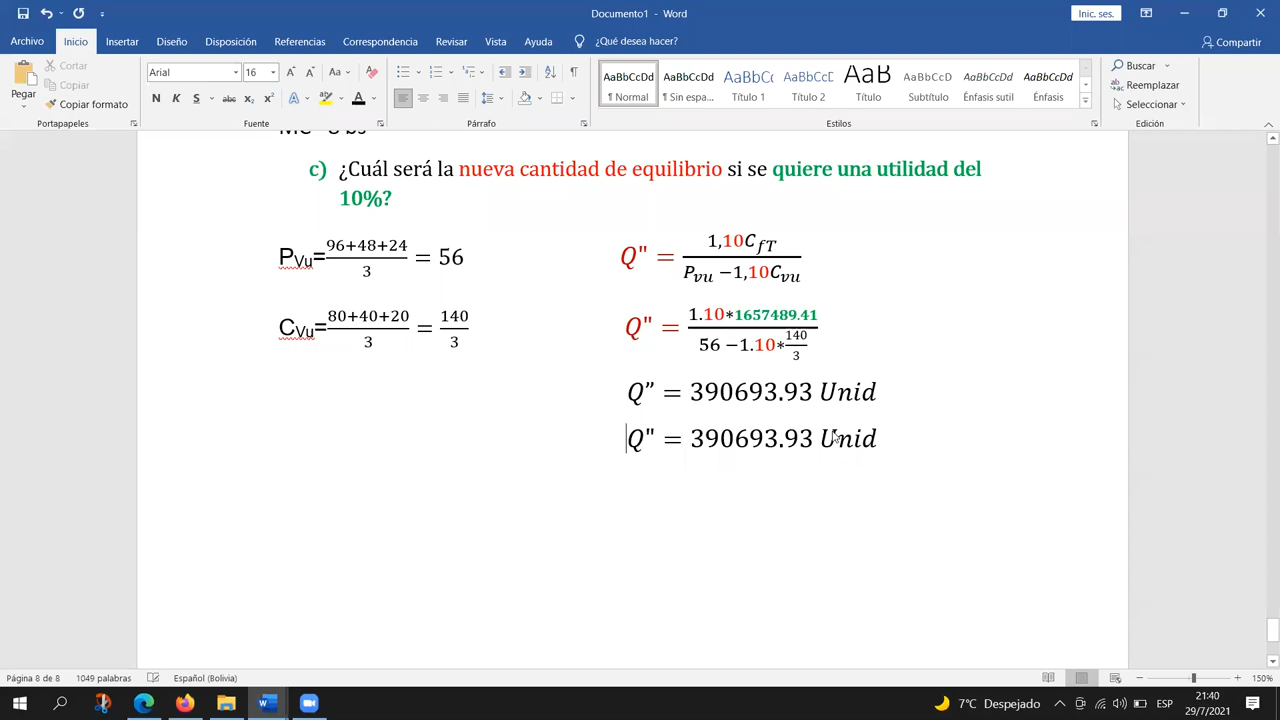 Documento1 - Word
Inic. ses.
Archivo Inicio Insertar Diseño Disposición Referencias Correspondencia Revisar Vista Ayuda ¿Qué desea hacer? Compartir
Pegar
Cortar
Copiar
Copiar formato
Portapapeles
Arial 16
Aa
N K S abc x₂ x² A A
Fuente
Párrafo
AaBbCcDd AaBbCcDd AaBbCc AaBbCcD AaB AaBbCcDd AaBbCcDd AaBbCcDd
¶ Normal ¶ Sin espa... Título 1 Título 2 Título Subtítulo Énfasis sutil Énfasis
Estilos
Buscar
Reemplazar
Seleccionar
Edición
c) ¿Cuál será la nueva cantidad de equilibrio si se quiere una utilidad del
10%?
PVu= 96+48+24 / 3 = 56
Q" = 1,10CfT / Pvu −1,10Cvu
CVu= 80+40+20 / 3 = 140 / 3
Q" = 1.10*1657489.41 / 56 −1.10* 140 / 3
Q” = 390693.93 Unid
Q" = 390693.93 Unid
Página 8 de 8 1049 palabras Español (Bolivia) 150%
7°C Despejado ESP 21:40
29/7/2021